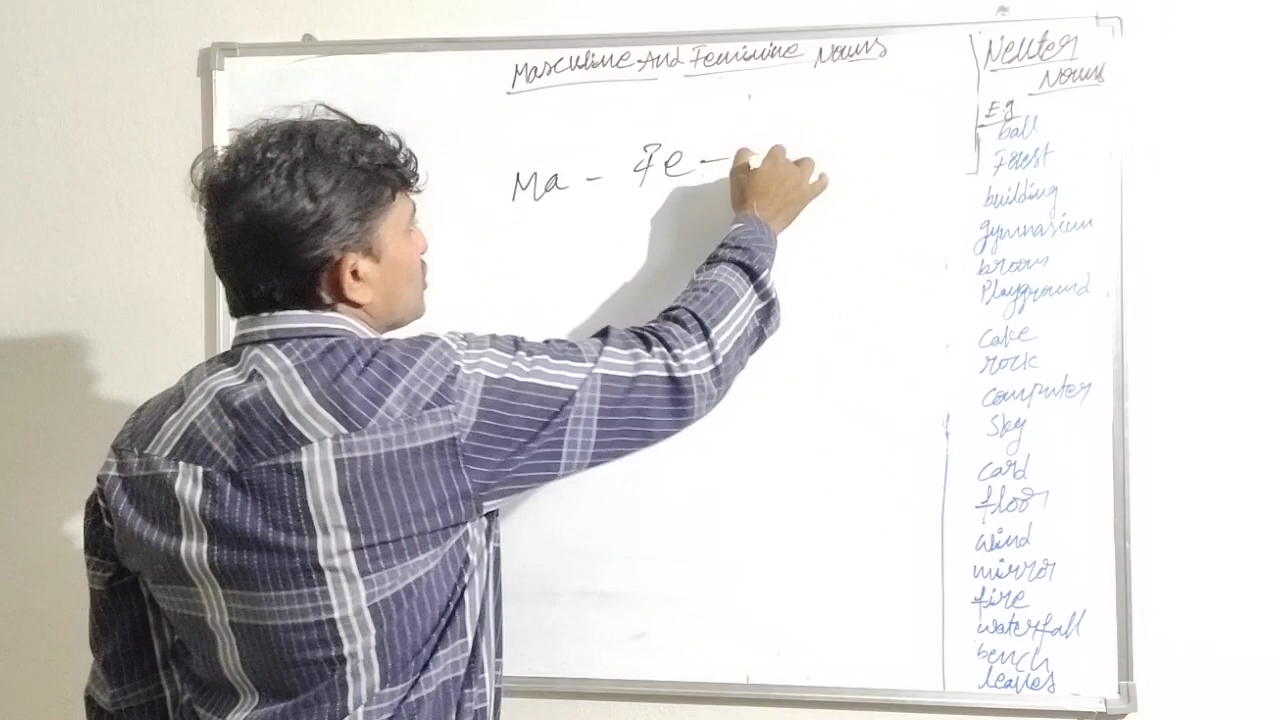 Masculine And Feminine Nouns
Ma - Fe -
Neuter
Nouns
E.g
ball
Forest
building
gymnasium
broom
Playground
cake
rock
computer
Sky
card
floor
wind
mirror
fire
waterfall
bench
leaves